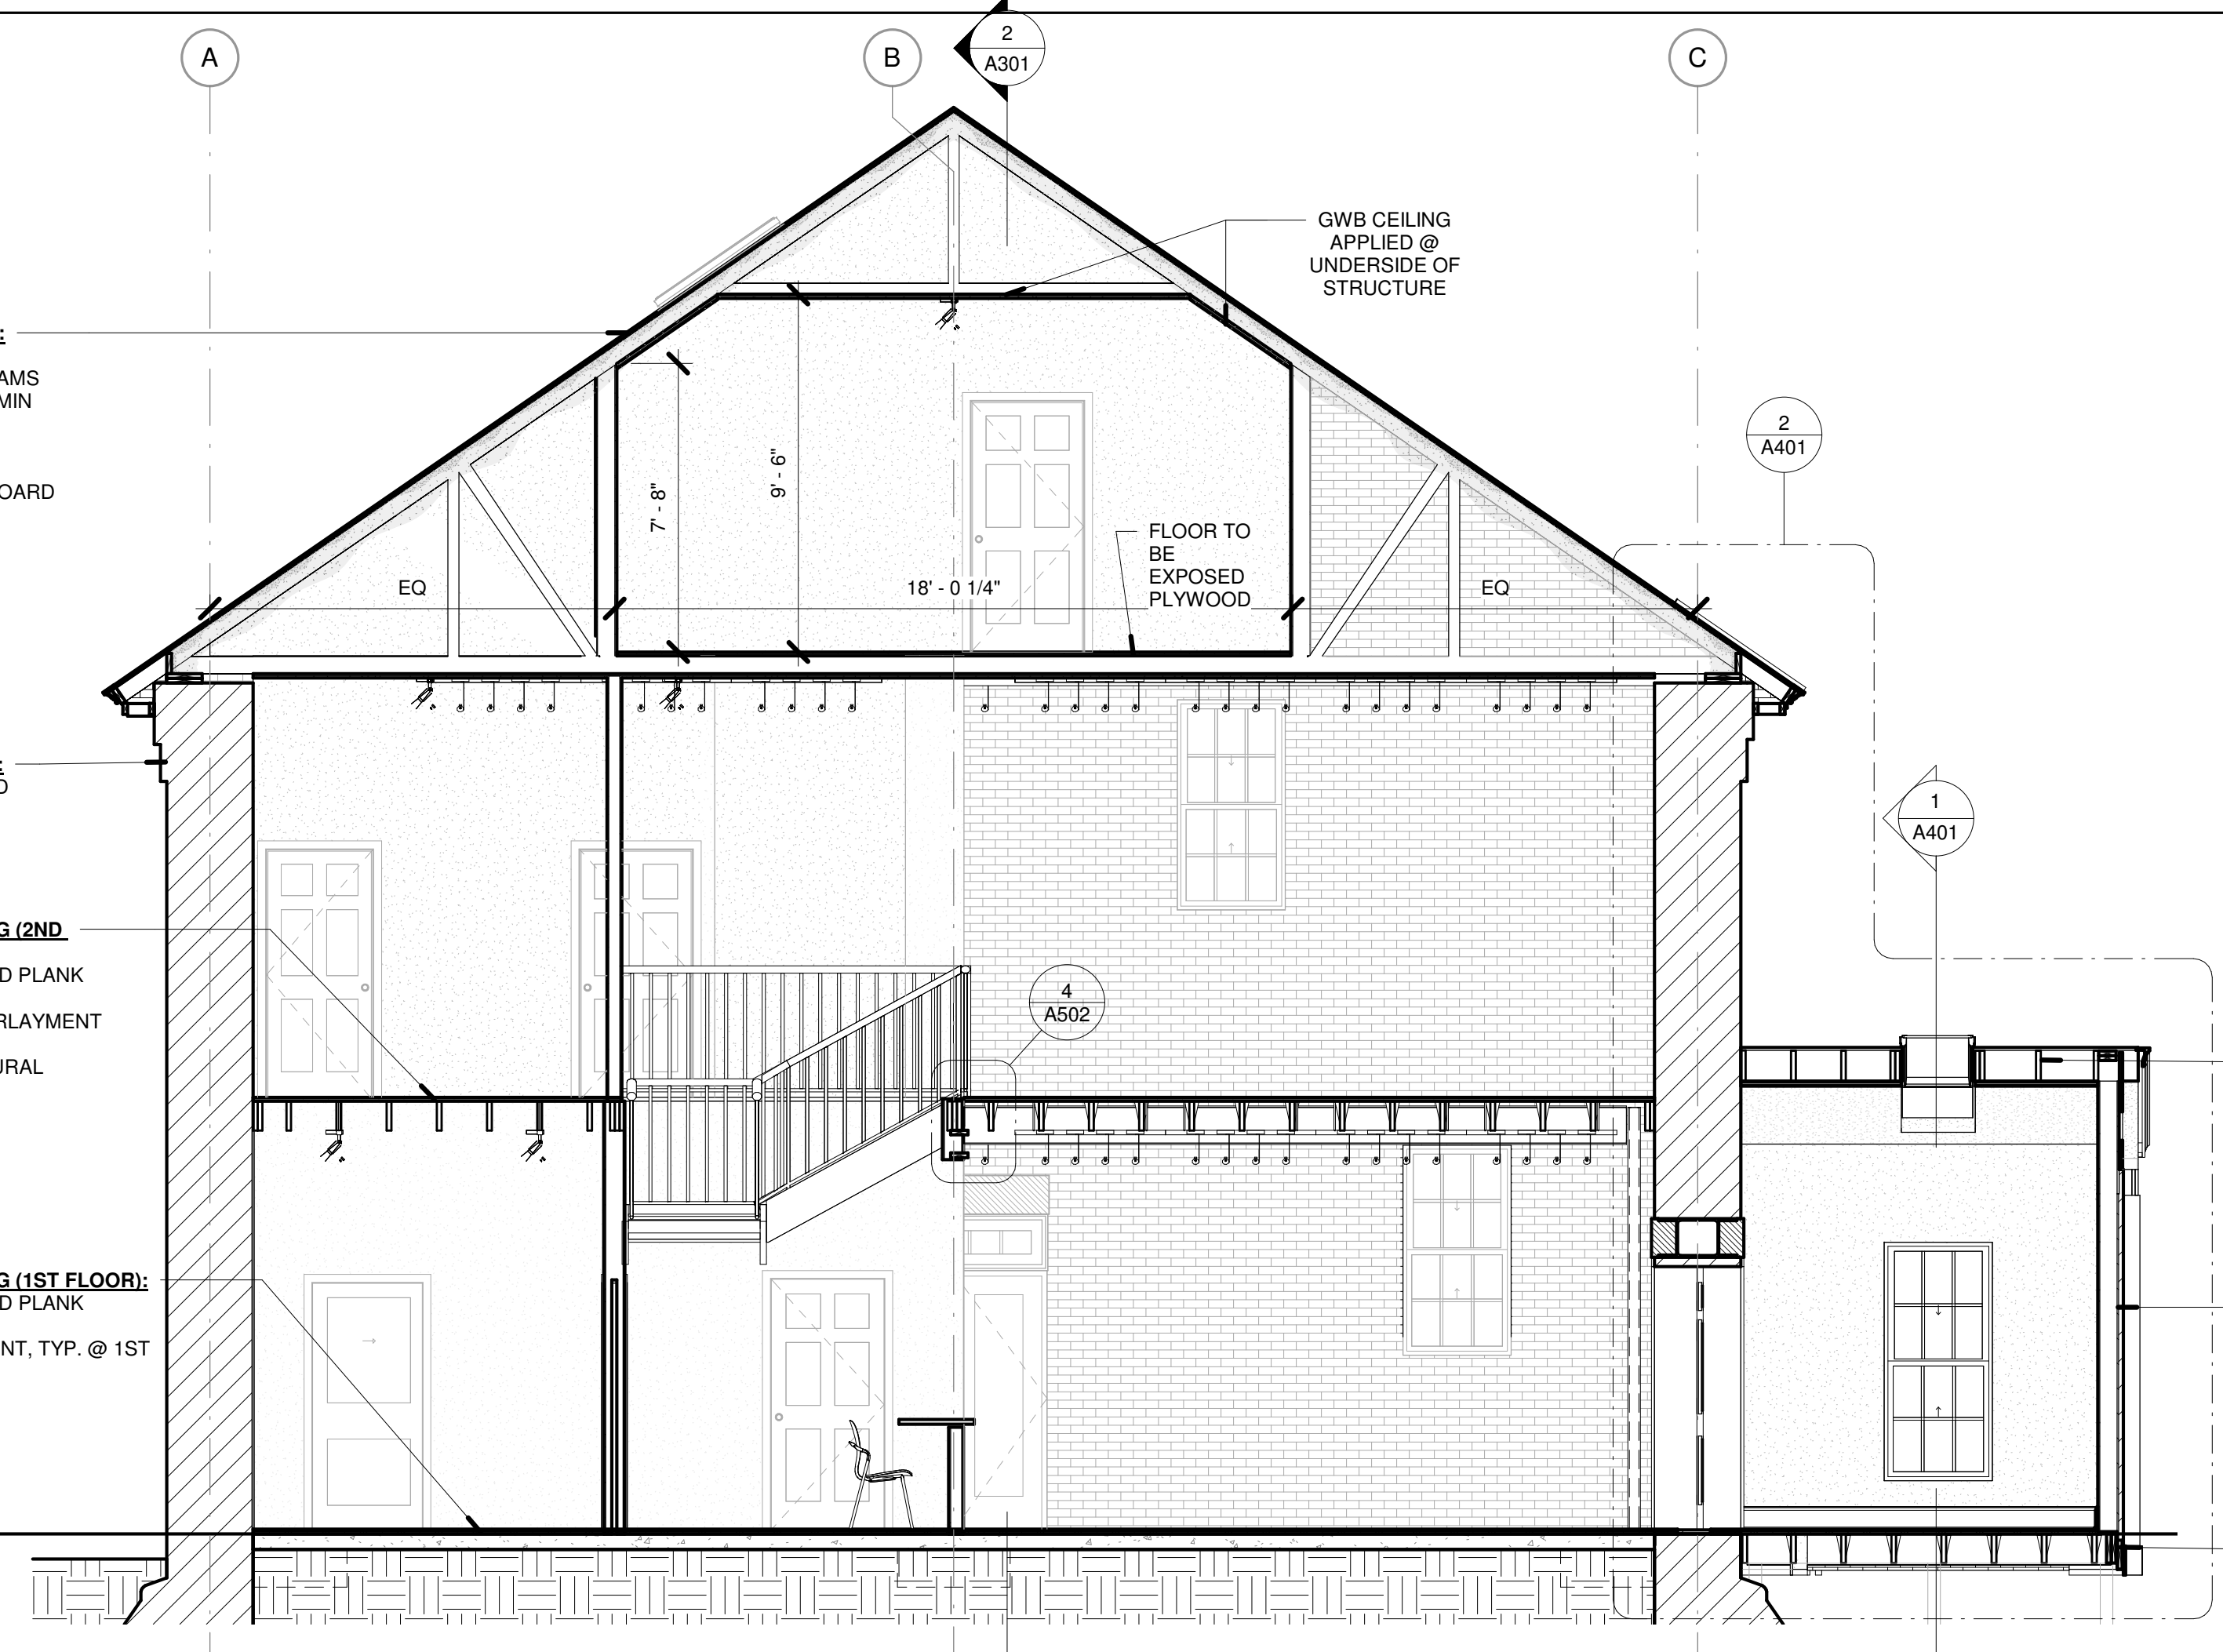 A
B
2
A301
C
GWB CEILING
APPLIED @
UNDERSIDE OF
STRUCTURE
:
AMS
MIN
OARD
2
A401
7' - 8"
9' - 6"
FLOOR TO
BE
EXPOSED
PLYWOOD
EQ
18' - 0 1/4"
EQ
:
D
1
A401
G (2ND
D PLANK
RLAYMENT
URAL
4
A502
G (1ST FLOOR):
D PLANK
NT, TYP. @ 1ST